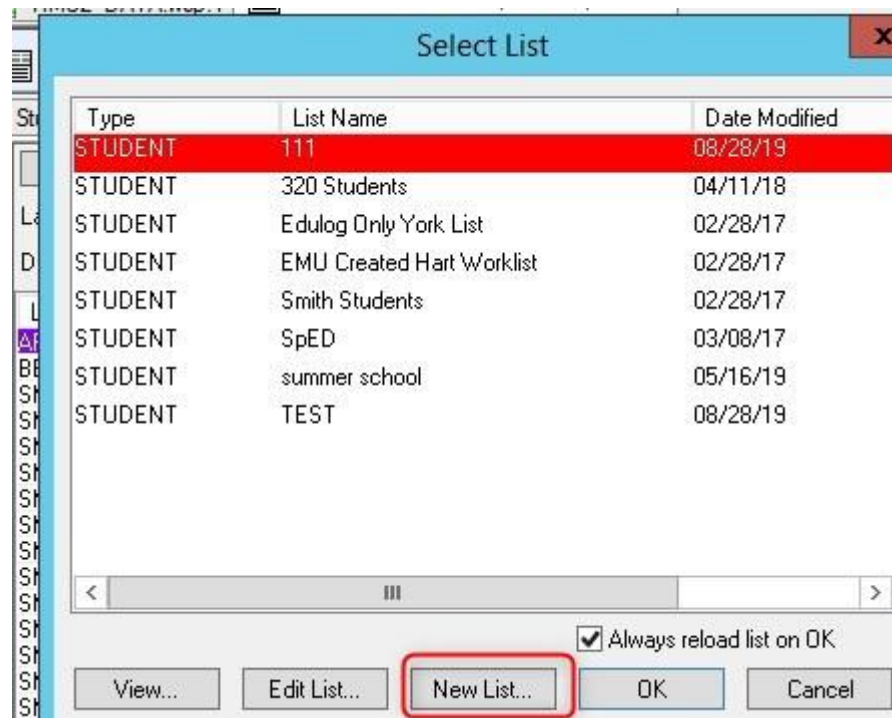 Select List
x
Type List Name Date Modified
STUDENT 111 08/28/19
STUDENT 320 Students 04/11/18
STUDENT Edulog Only York List 02/28/17
STUDENT EMU Created Hart Worklist 02/28/17
STUDENT Smith Students 02/28/17
STUDENT SpED 03/08/17
STUDENT summer school 05/16/19
STUDENT TEST 08/28/19
Always reload list on OK
View... Edit List... New List... OK Cancel